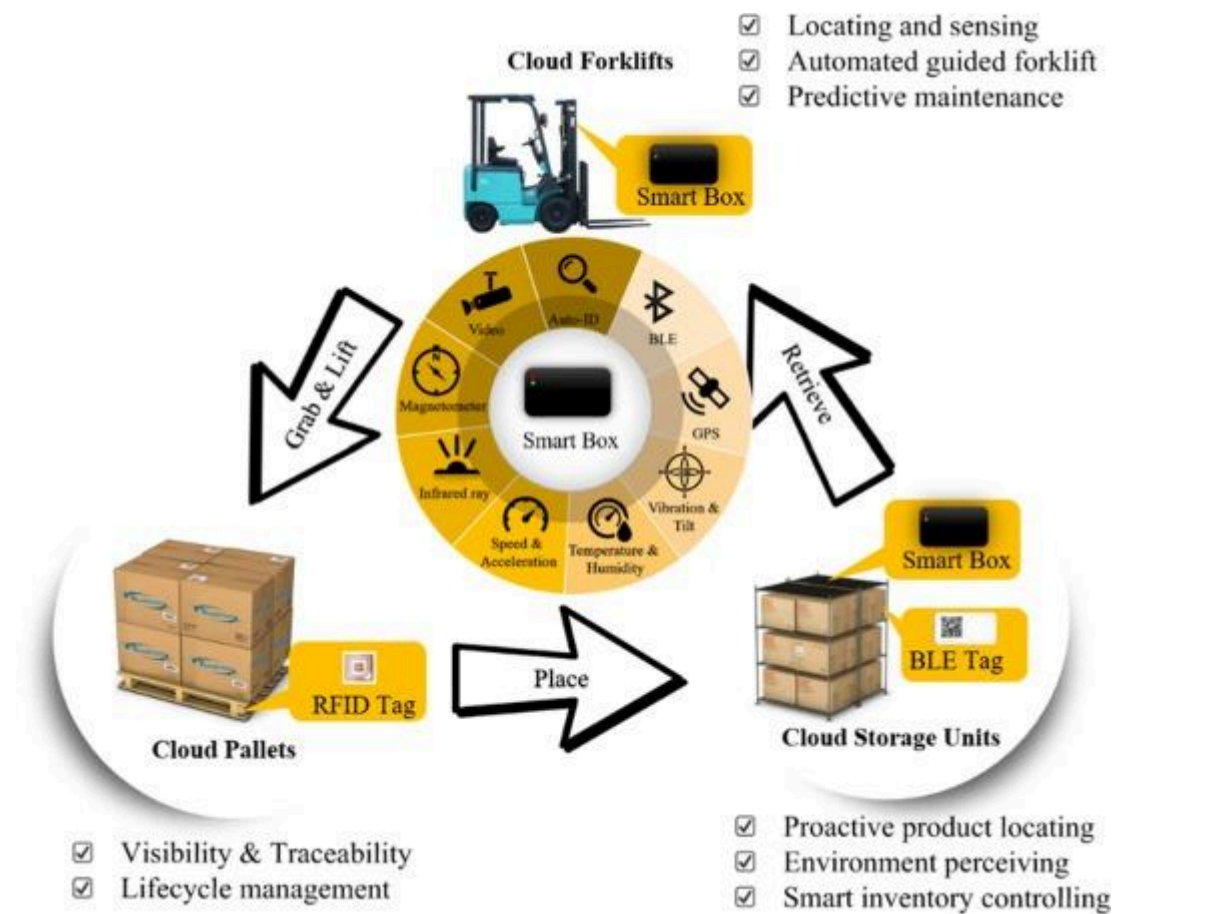 Locating and sensing
Automated guided forklift
Predictive maintenance
Cloud Forklifts
Smart Box
Auto-ID
BLE
Video
GPS
Magnetometer
Smart Box
Infrared ray
Vibration &
Tilt
Speed &
Acceleration
Temperature &
Humidity
Grab & Lift
Retrieve
Place
RFID Tag
Cloud Pallets
Smart Box
BLE Tag
Cloud Storage Units
Visibility & Traceability
Lifecycle management
Proactive product locating
Environment perceiving
Smart inventory controlling